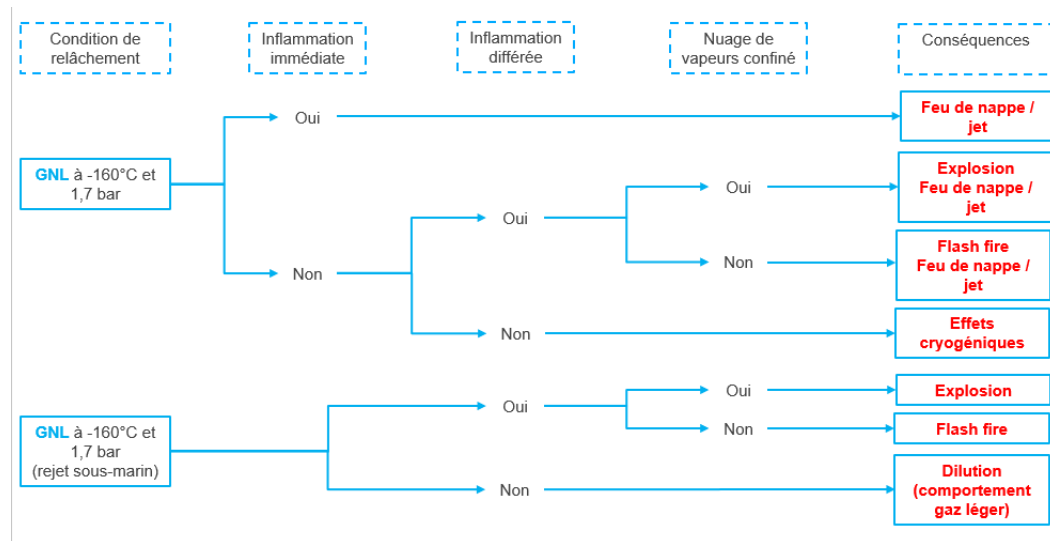 Condition de
relâchement
Inflammation
immédiate
Inflammation
différée
Nuage de
vapeurs confiné
Conséquences
Oui
Feu de nappe /
jet
GNL à -160°C et
1,7 bar
Oui
Oui
Explosion
Feu de nappe /
jet
Non
Non
Flash fire
Feu de nappe /
jet
Non
Effets
cryogéniques
GNL à -160°C et
1,7 bar
(rejet sous-marin)
Oui
Oui
Explosion
Non
Flash fire
Non
Dilution
(comportement
gaz léger)